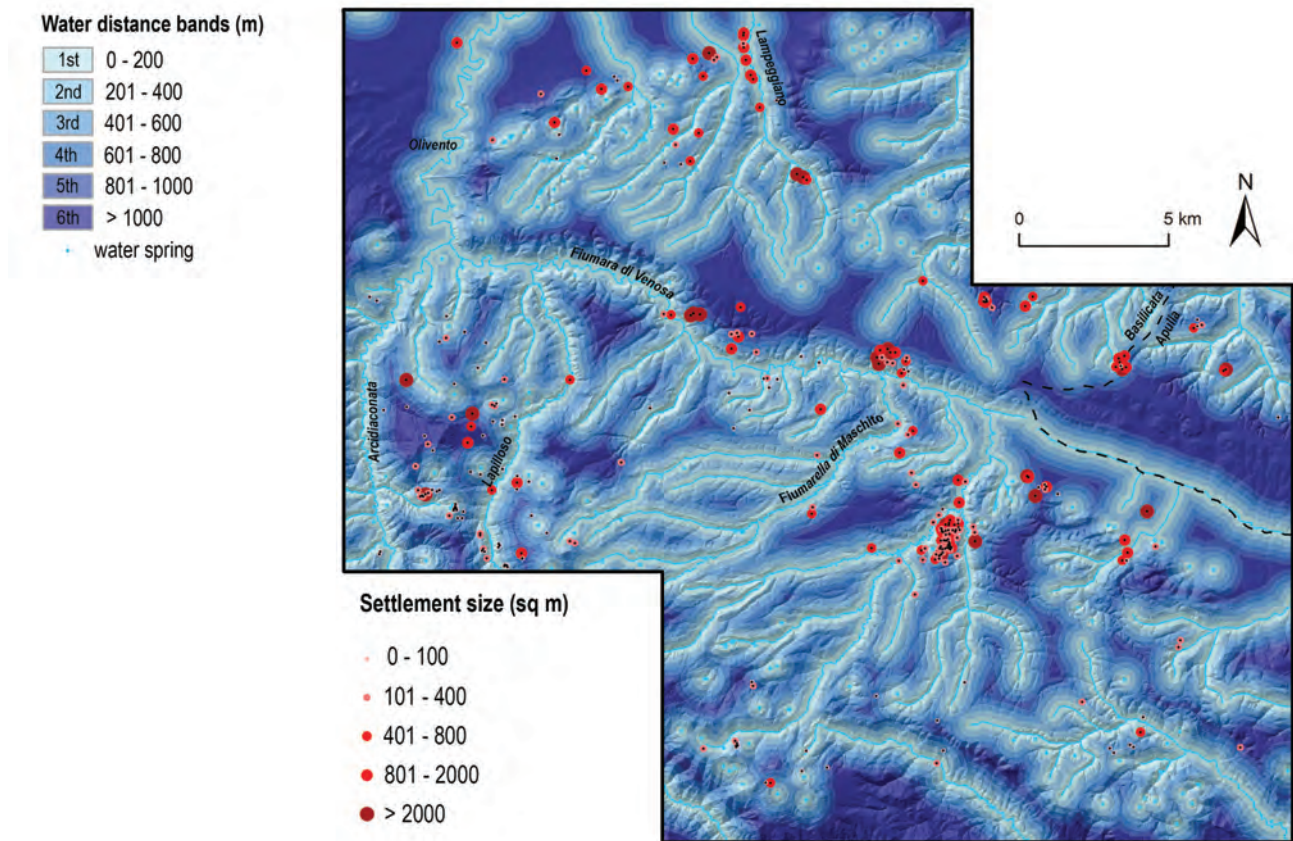 Water distance bands (m)
1st 0 - 200
2nd 201 - 400
3rd 401 - 600
4th 601 - 800
5th 801 - 1000
6th > 1000
water spring
Olivento
Lampeggiano
Fiumara di Venosa
Arcidiaconata
Lapilloso
Fiumarella di Maschito
Basilicata
Apulia
N
0 5 km
Settlement size (sq m)
0 - 100
101 - 400
401 - 800
801 - 2000
> 2000